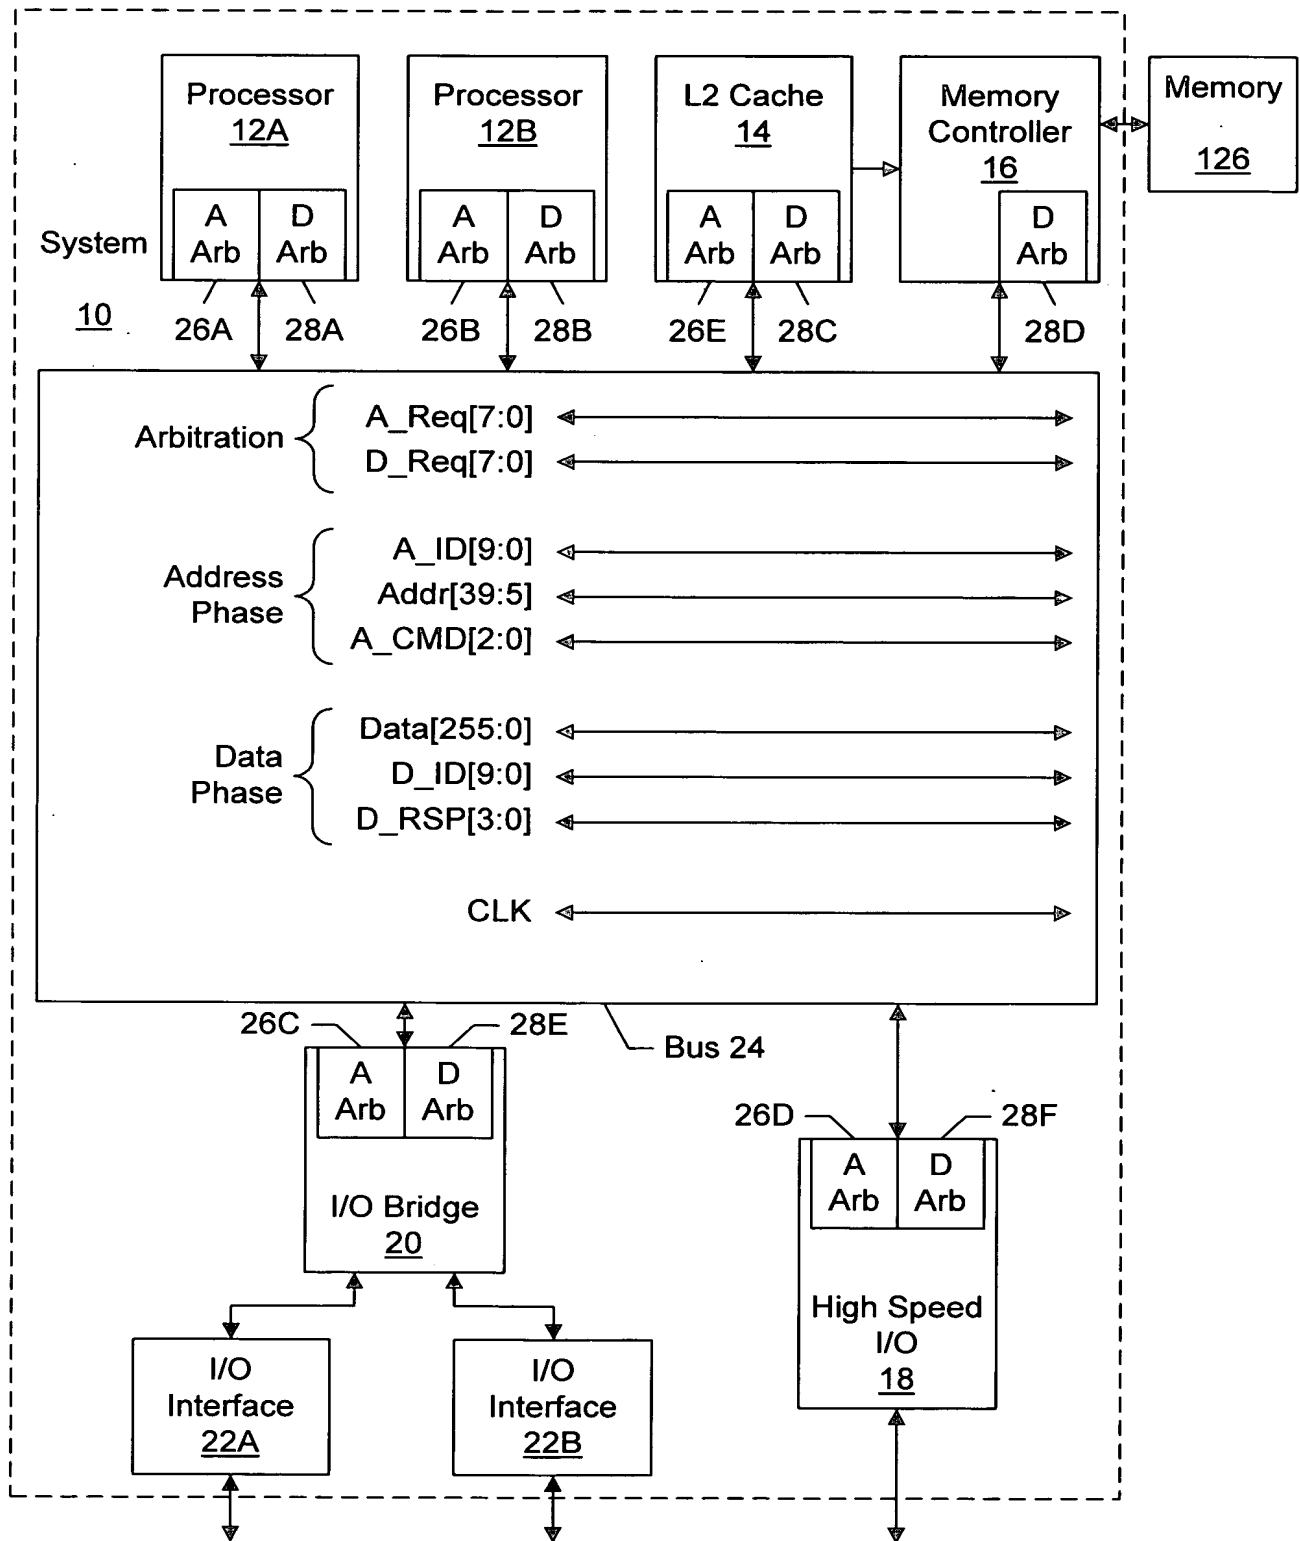 Processor
12A
Processor
12B
L2 Cache
14
Memory
Controller
16
Memory
126
A
Arb
D
Arb
A
Arb
D
Arb
A
Arb
D
Arb
D
Arb
System
10
26A
28A
26B
28B
26E
28C
28D
Arbitration
A_Req[7:0]
D_Req[7:0]
Address
Phase
A_ID[9:0]
Addr[39:5]
A_CMD[2:0]
Data
Phase
Data[255:0]
D_ID[9:0]
D_RSP[3:0]
CLK
26C
28E
Bus 24
A
Arb
D
Arb
I/O Bridge
20
26D
28F
A
Arb
D
Arb
High Speed
I/O
18
I/O
Interface
22A
I/O
Interface
22B